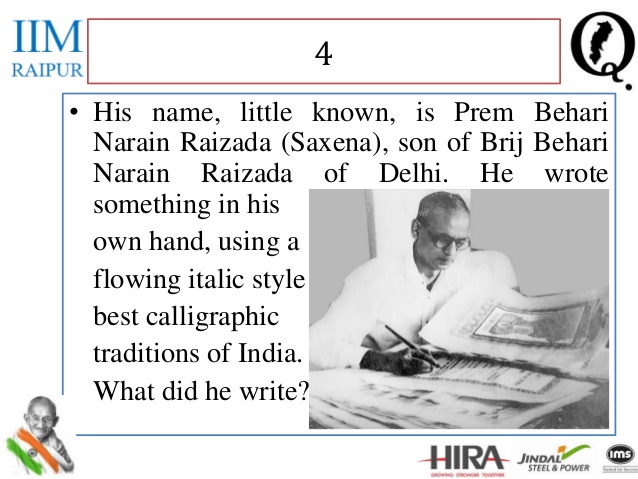 IIM
RAIPUR
4
Q
• His name, little known, is Prem Behari
Narain Raizada (Saxena), son of Brij Behari
Narain Raizada of Delhi. He wrote
something in his
own hand, using a
flowing italic style
best calligraphic
traditions of India.
What did he write?
HIRA
GROWING STRONGER TOGETHER
JINDAL
STEEL & POWER
ims